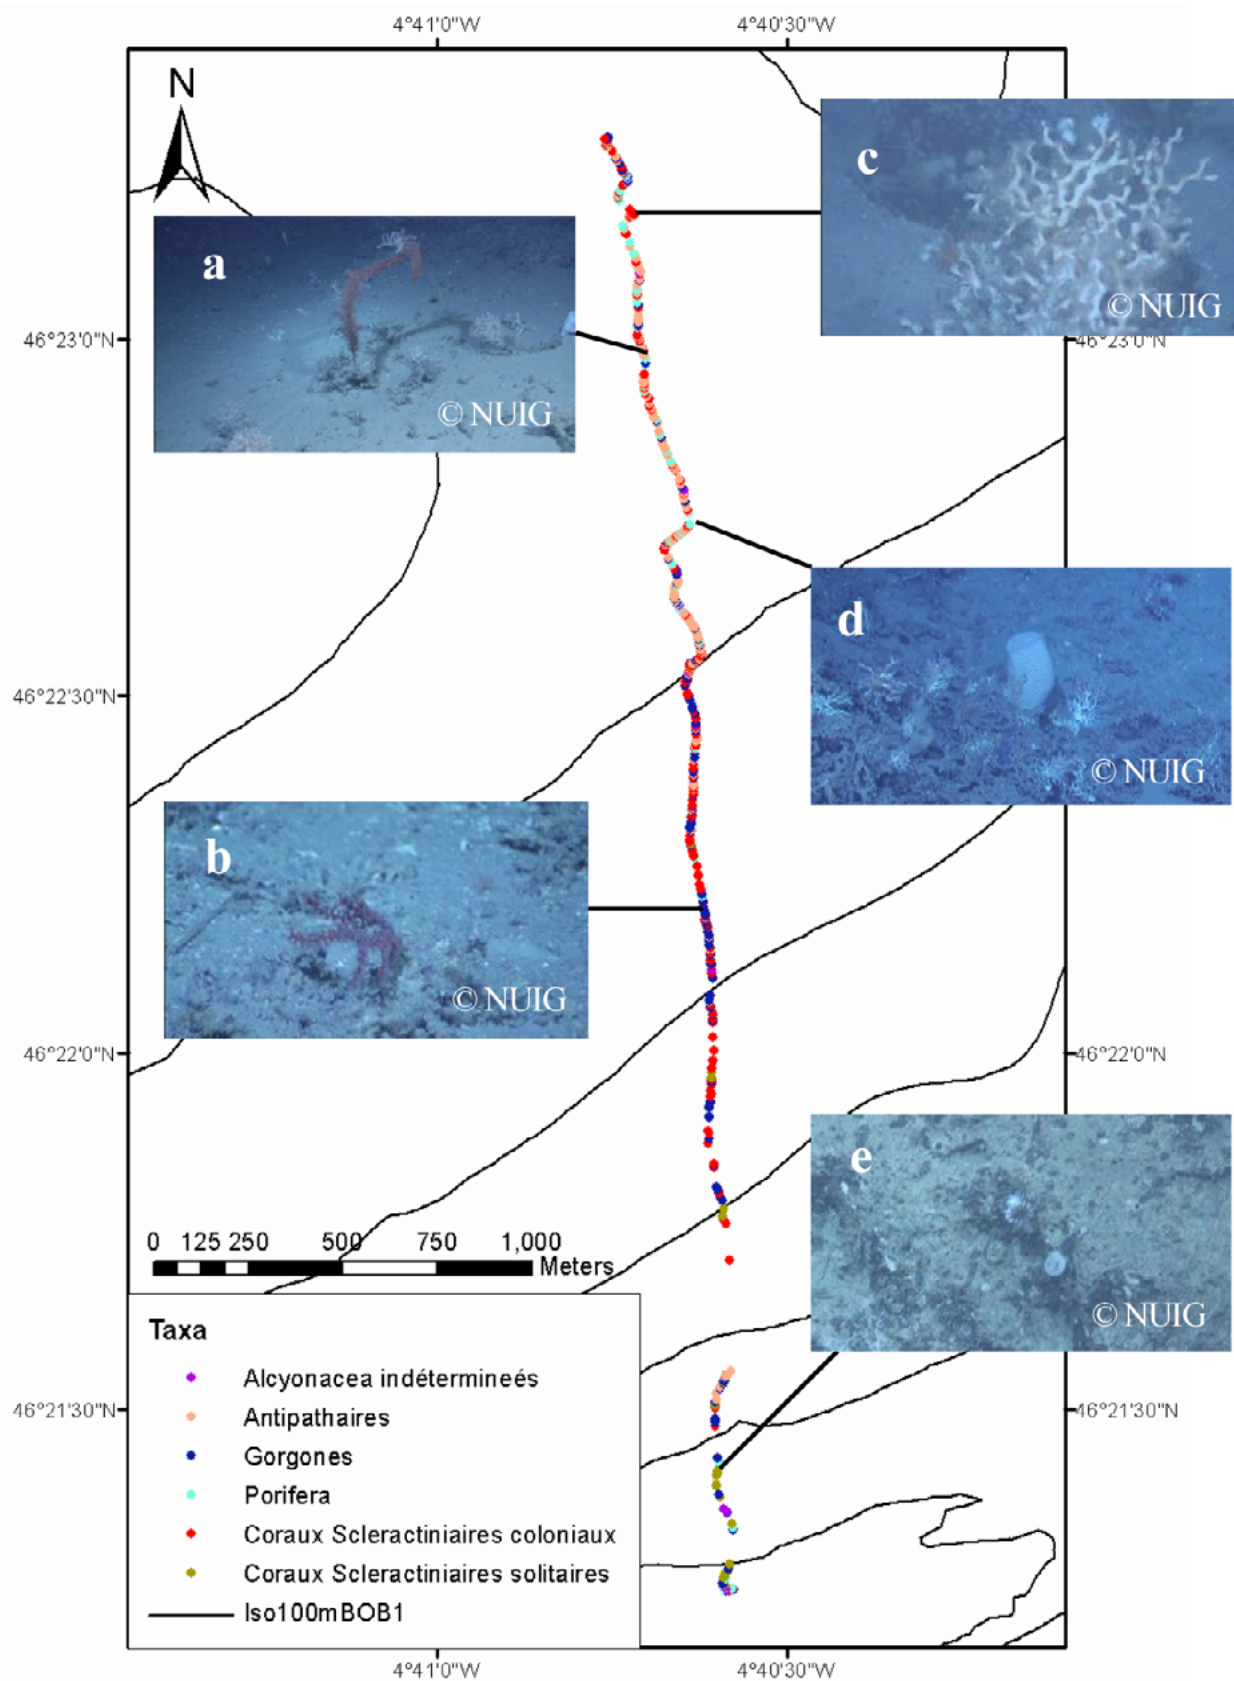 4°41'0"W 4°40'30"W
N
c
© NUIG
a
© NUIG
46°23'0"N 46°23'0"N
d
© NUIG
46°22'30"N
b
© NUIG
46°22'0"N 46°22'0"N
e
© NUIG
0 125 250 500 750 1,000
Meters
Taxa
Alcyonacea indétermineés
Antipathaires
Gorgones
Porifera
Coraux Scleractiniaires coloniaux
Coraux Scleractiniaires solitaires
Iso100mBOB1
46°21'30"N 46°21'30"N
4°41'0"W 4°40'30"W